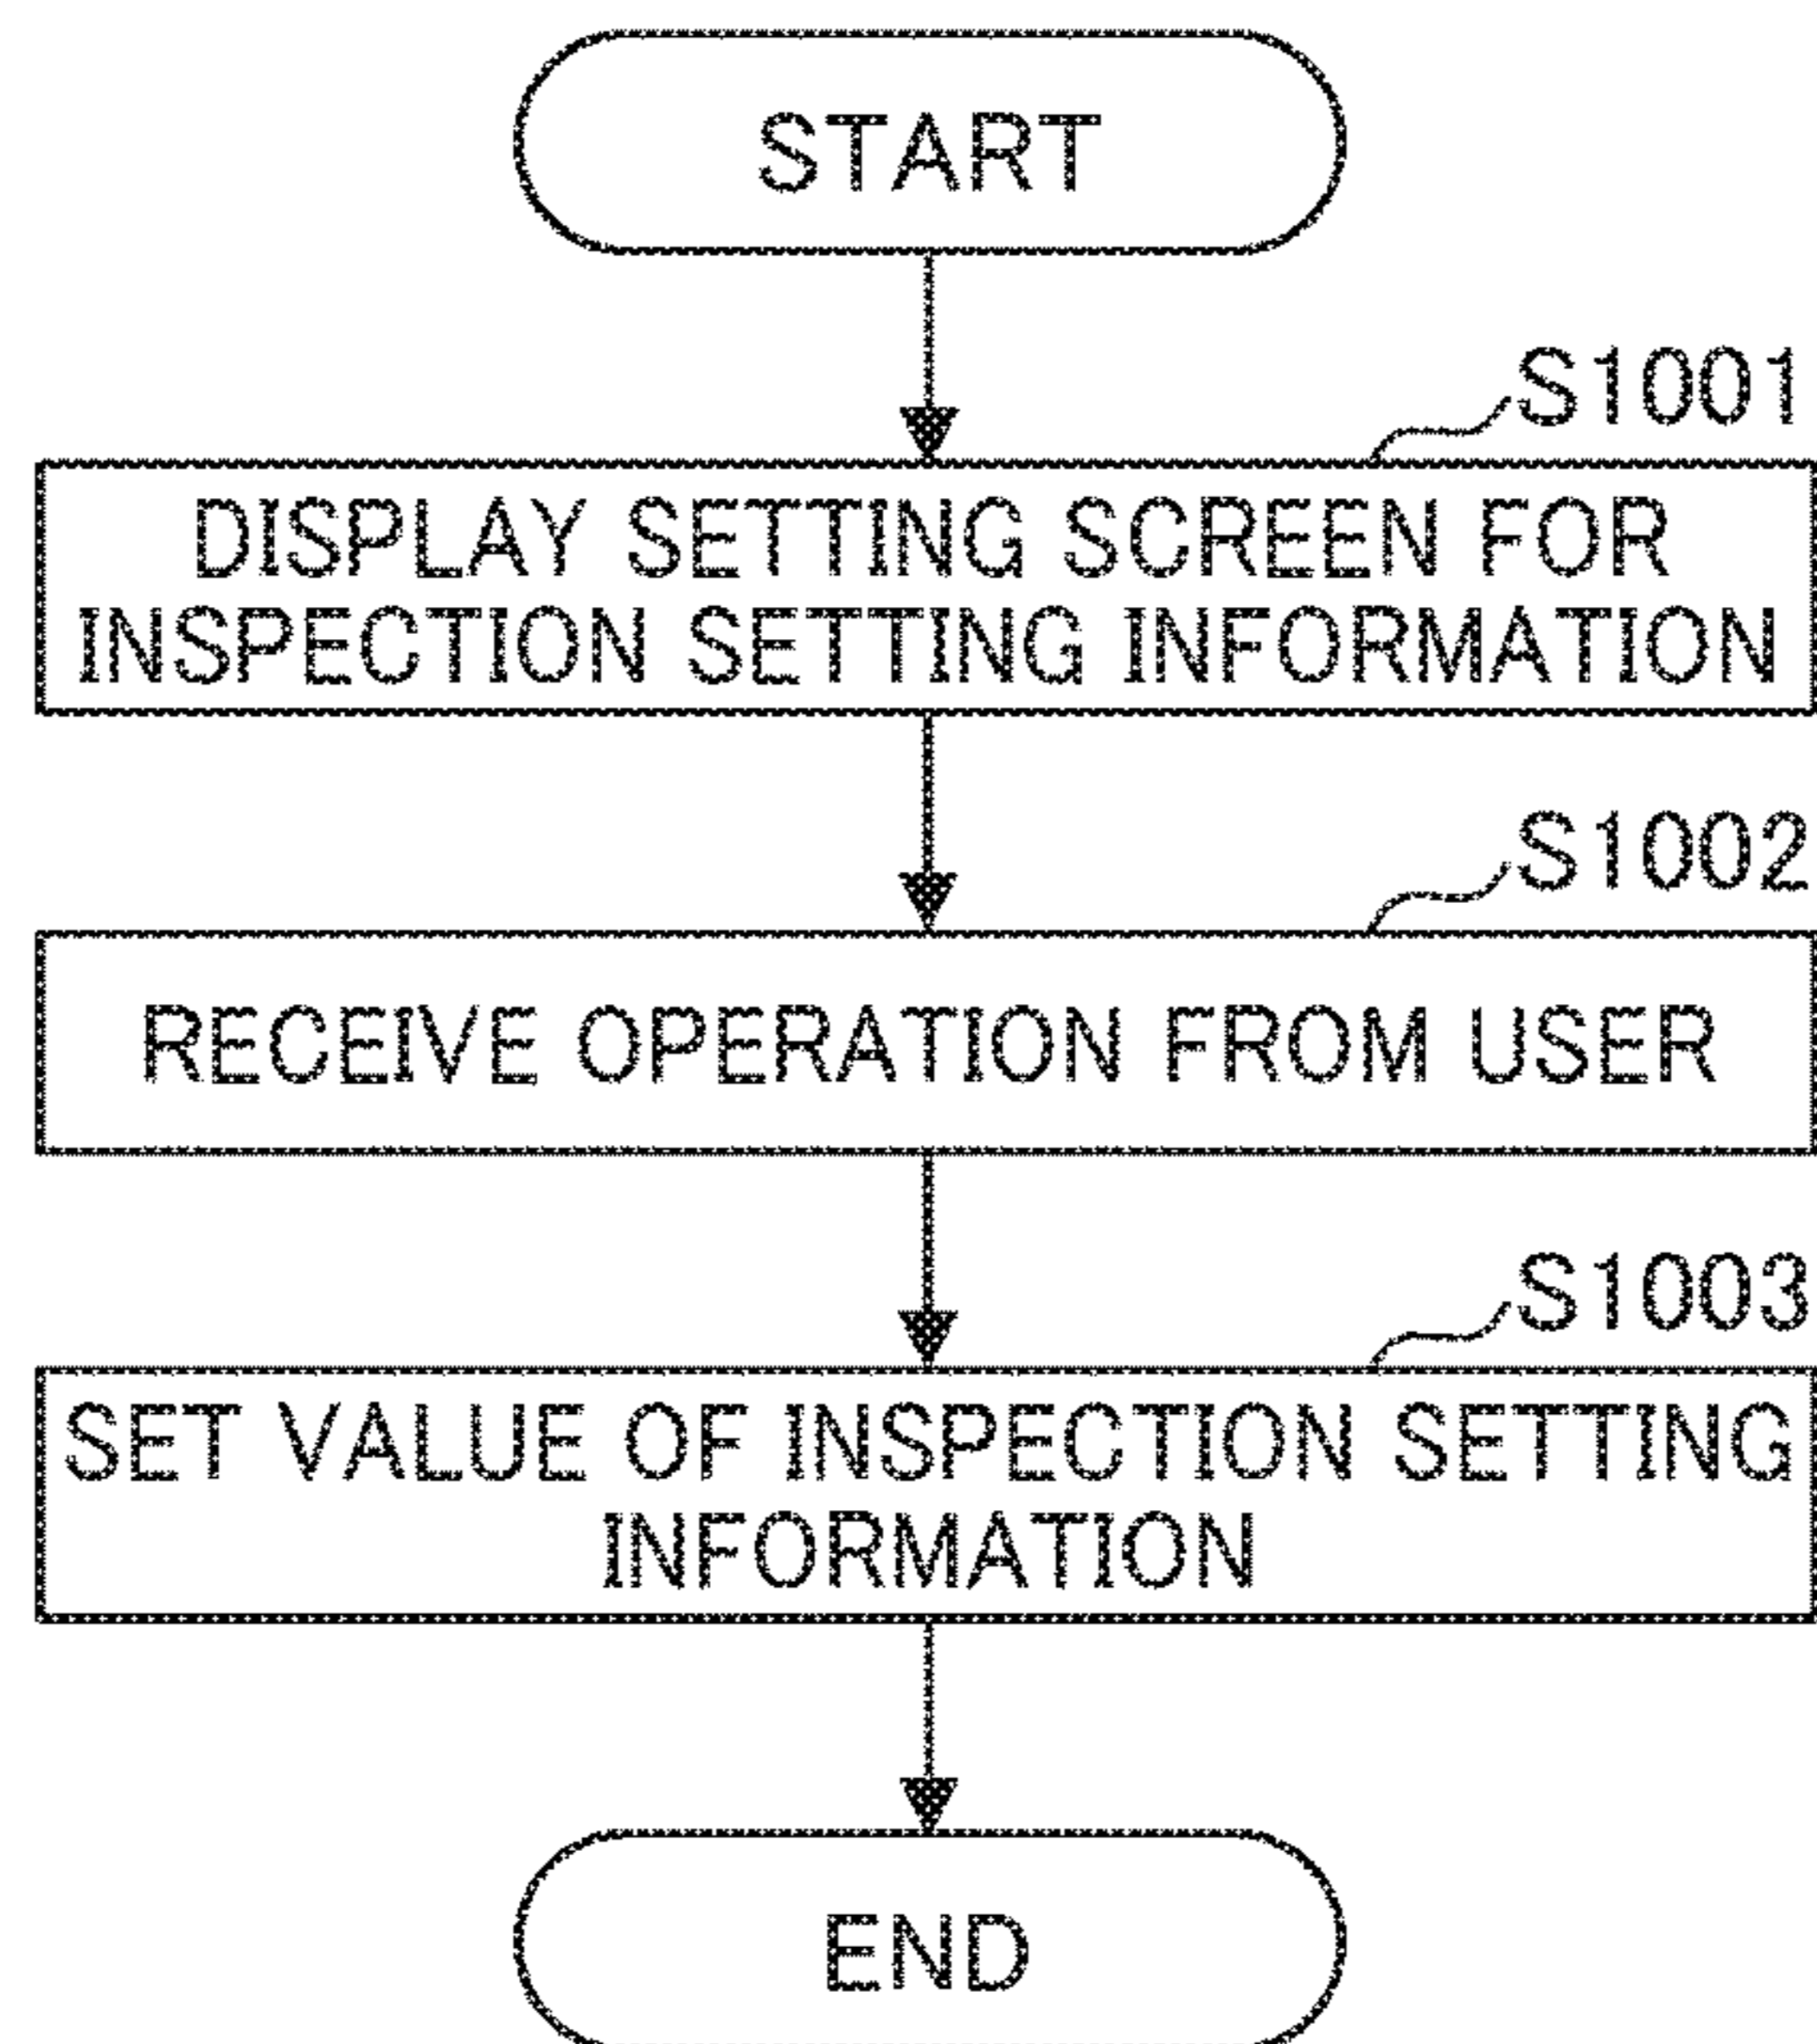 START
S1001
DISPLAY SETTING SCREEN FOR
INSPECTION SETTING INFORMATION
S1002
RECEIVE OPERATION FROM USER
S1003
SET VALUE OF INSPECTION SETTING
INFORMATION
END